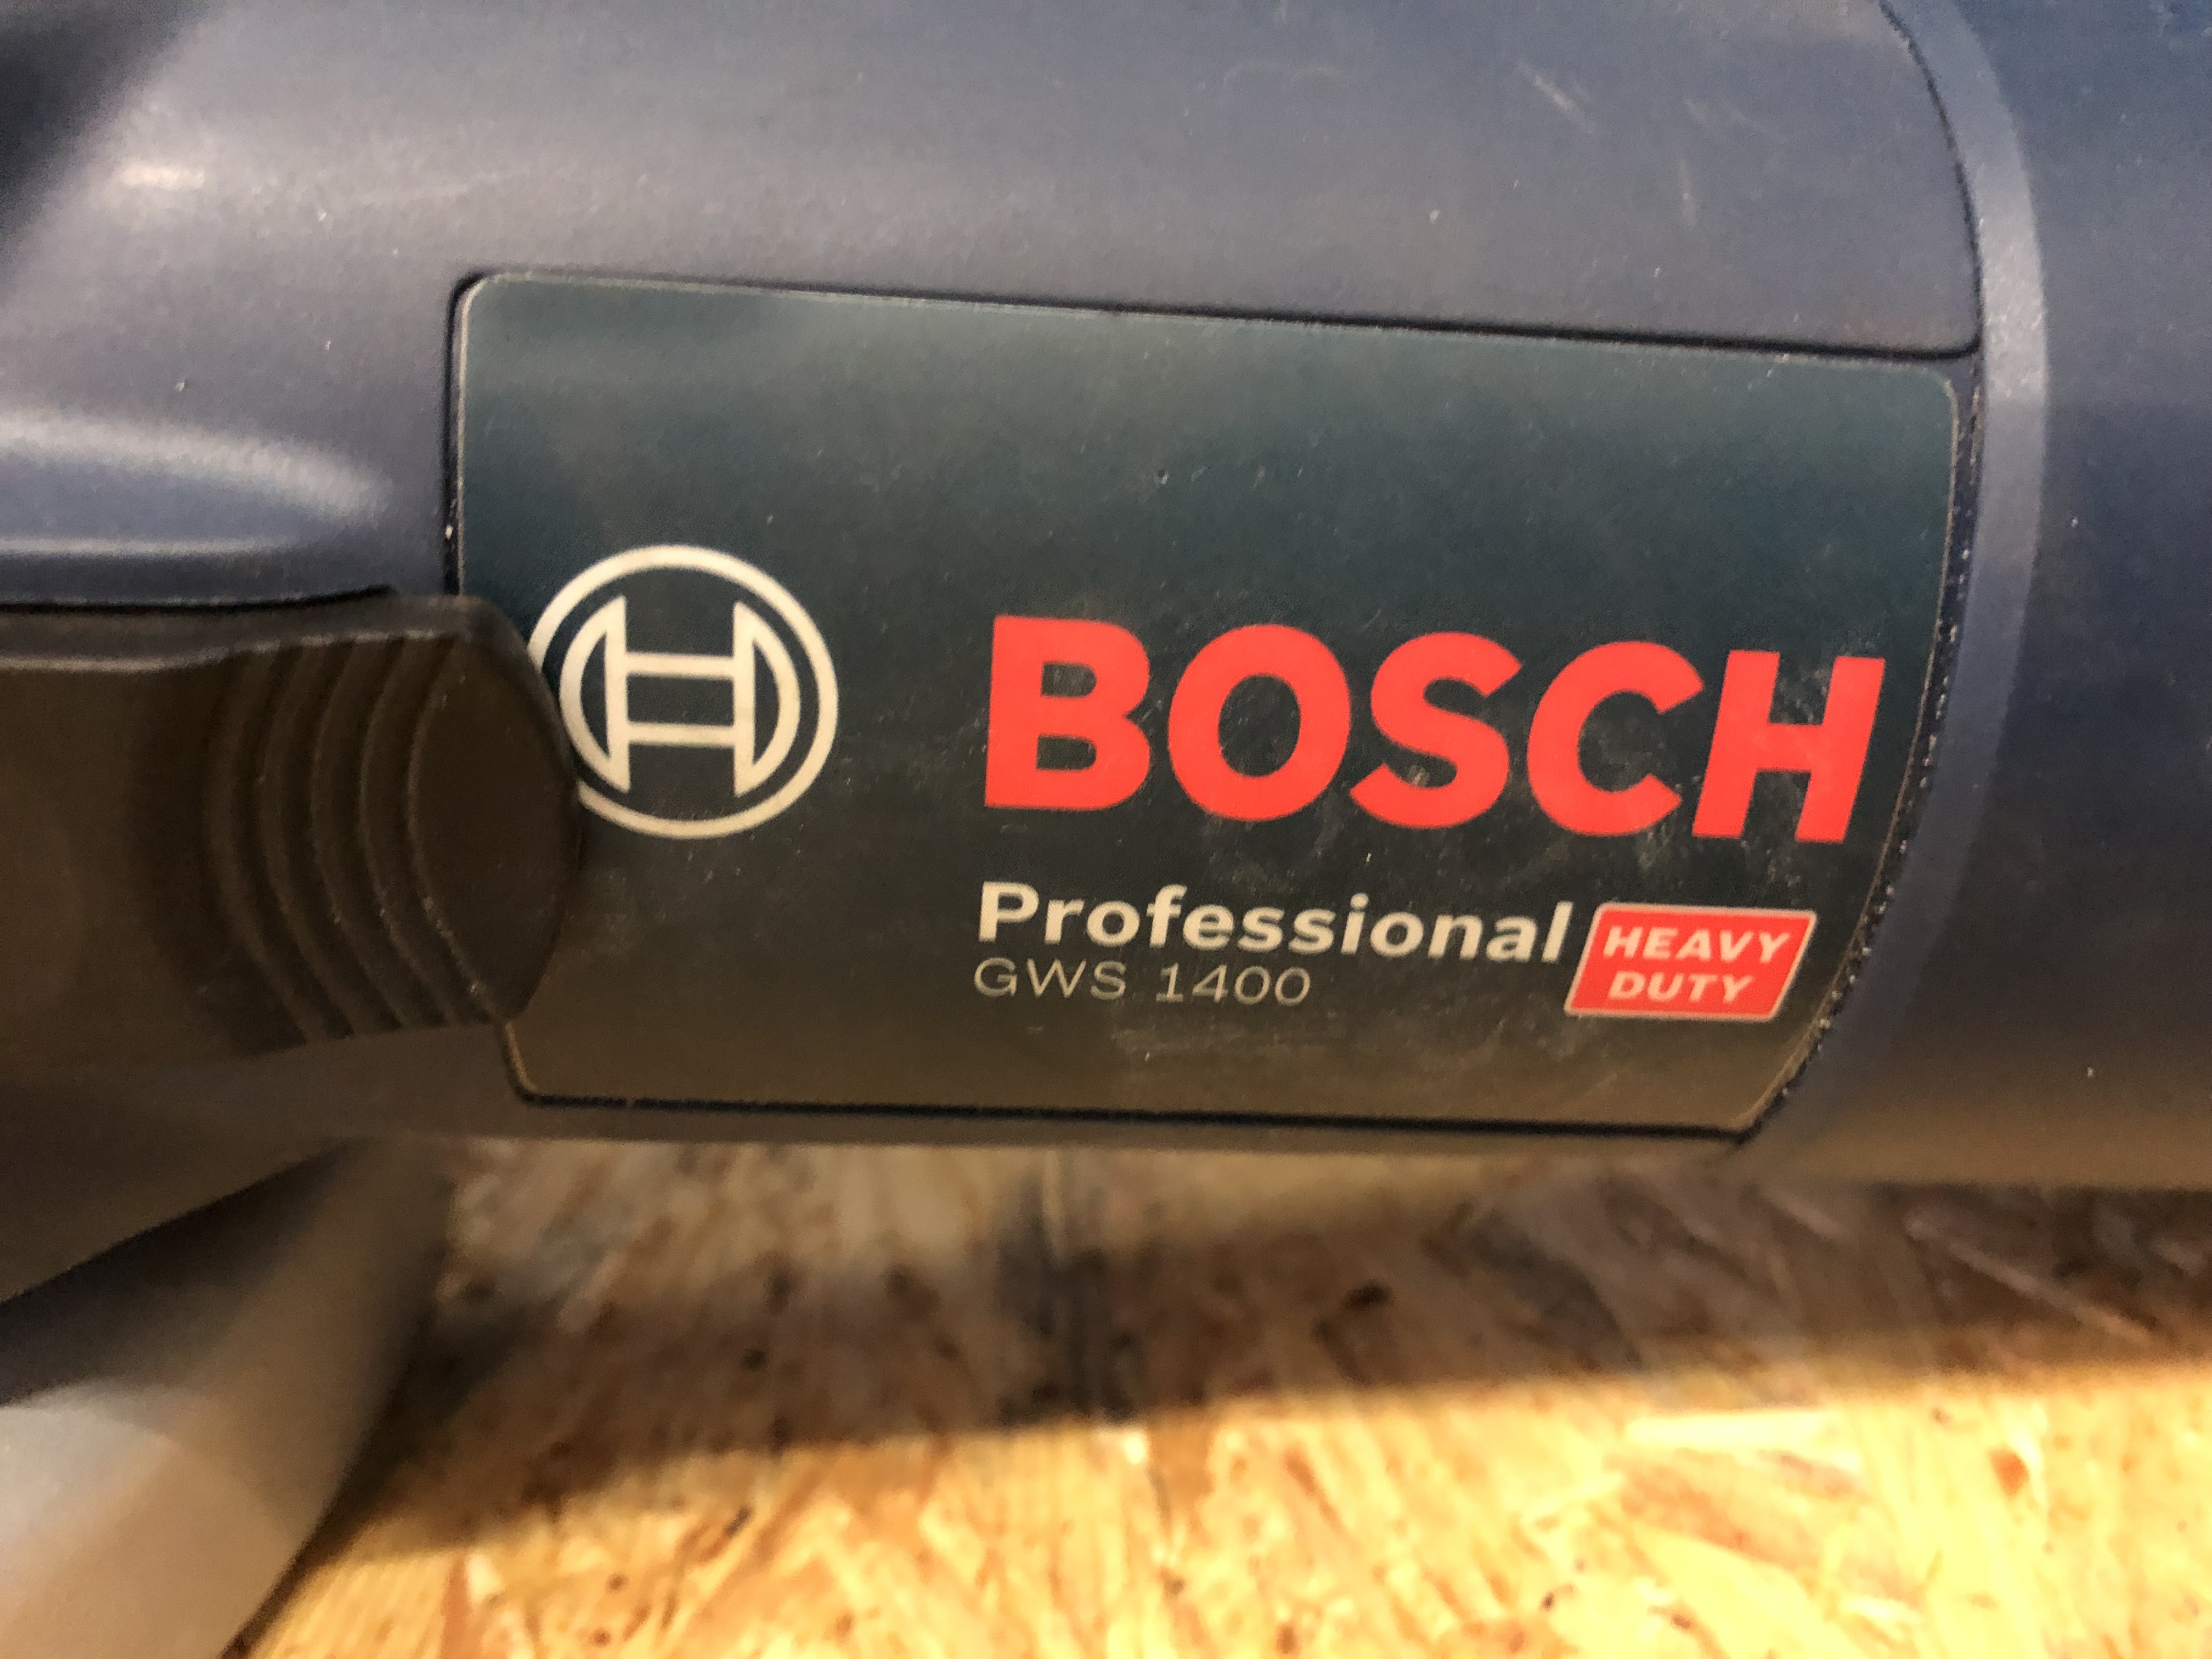 BOSCH
Professional
GWS 1400
HEAVY
DUTY